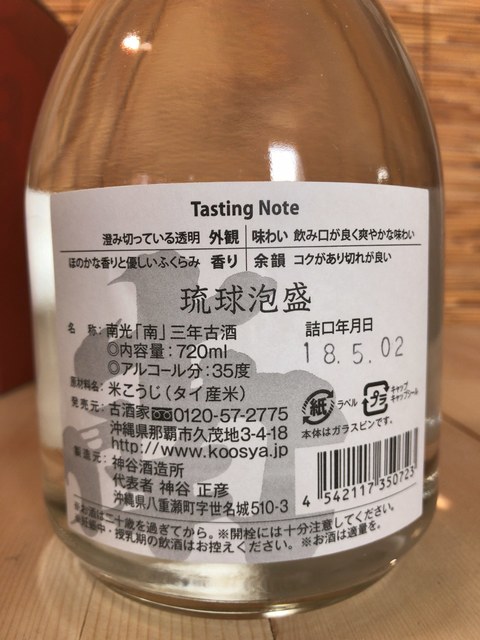 Tasting Note
澄み切っている透明 外観 味わい 飲み口が良く爽やかな味わい
ほのかな香りと優しいふくらみ 香り 余韻 コクがあり切れが良い
琉球泡盛
名 称:南光「南」三年古酒
◎内容量:720ml
◎アルコール分:35度
詰口年月日
18.5.02
原材料名:米こうじ(タイ産米)
発売元:古酒家 0120-57-2775
沖縄県那覇市久茂地3-4-18
http://www.koosya.jp
紙 ラベル プラ キャップ キャップシール
本体はガラスビンです。
製造元:神谷酒造所
代表者 神谷 正彦
沖縄県八重瀬町字世名城510-3
4 542117 350723
※お酒は二十歳を過ぎてから。※開栓には十分注意してください。
※妊娠中・授乳期の飲酒はお控えください。※お酒は適量を。